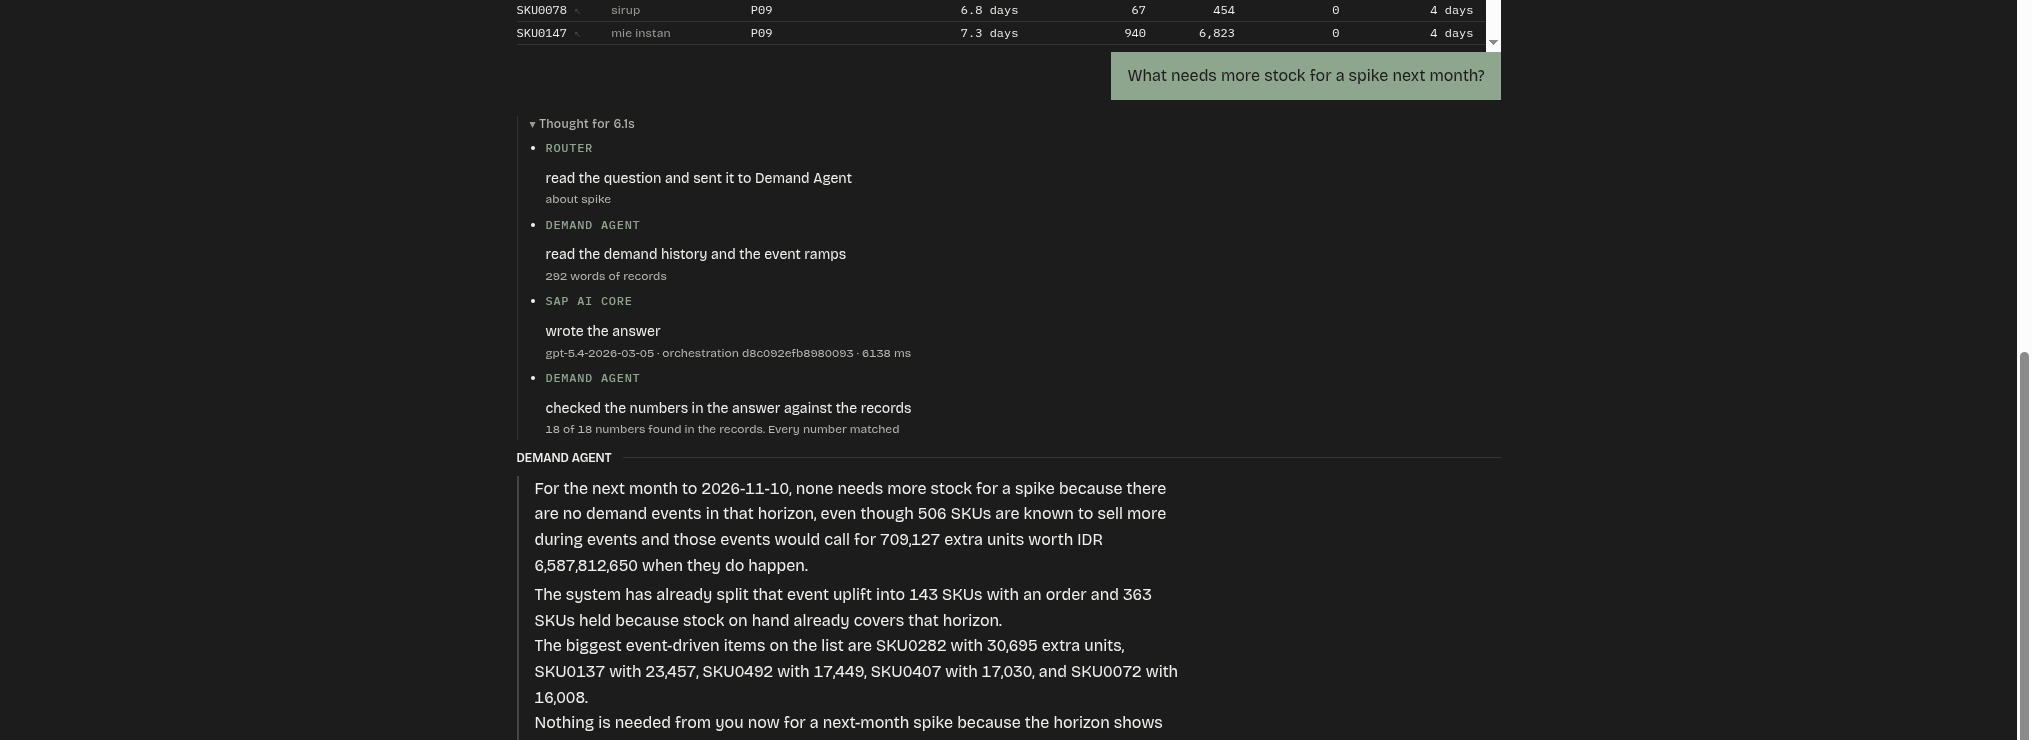 SKU0078 sirup P09 6.8 days 67 454 0 4 days
SKU0147 mie instan P09 7.3 days 940 6,823 0 4 days
What needs more stock for a spike next month?
▾ Thought for 6.1s
• ROUTER
read the question and sent it to Demand Agent
about spike
• DEMAND AGENT
read the demand history and the event ramps
292 words of records
• SAP AI CORE
wrote the answer
gpt-5.4-2026-03-05 · orchestration d8c092efb8980093 · 6138 ms
• DEMAND AGENT
checked the numbers in the answer against the records
18 of 18 numbers found in the records. Every number matched
DEMAND AGENT
For the next month to 2026-11-10, none needs more stock for a spike because there
are no demand events in that horizon, even though 506 SKUs are known to sell more
during events and those events would call for 709,127 extra units worth IDR
6,587,812,650 when they do happen.
The system has already split that event uplift into 143 SKUs with an order and 363
SKUs held because stock on hand already covers that horizon.
The biggest event-driven items on the list are SKU0282 with 30,695 extra units,
SKU0137 with 23,457, SKU0492 with 17,449, SKU0407 with 17,030, and SKU0072 with
16,008.
Nothing is needed from you now for a next-month spike because the horizon shows